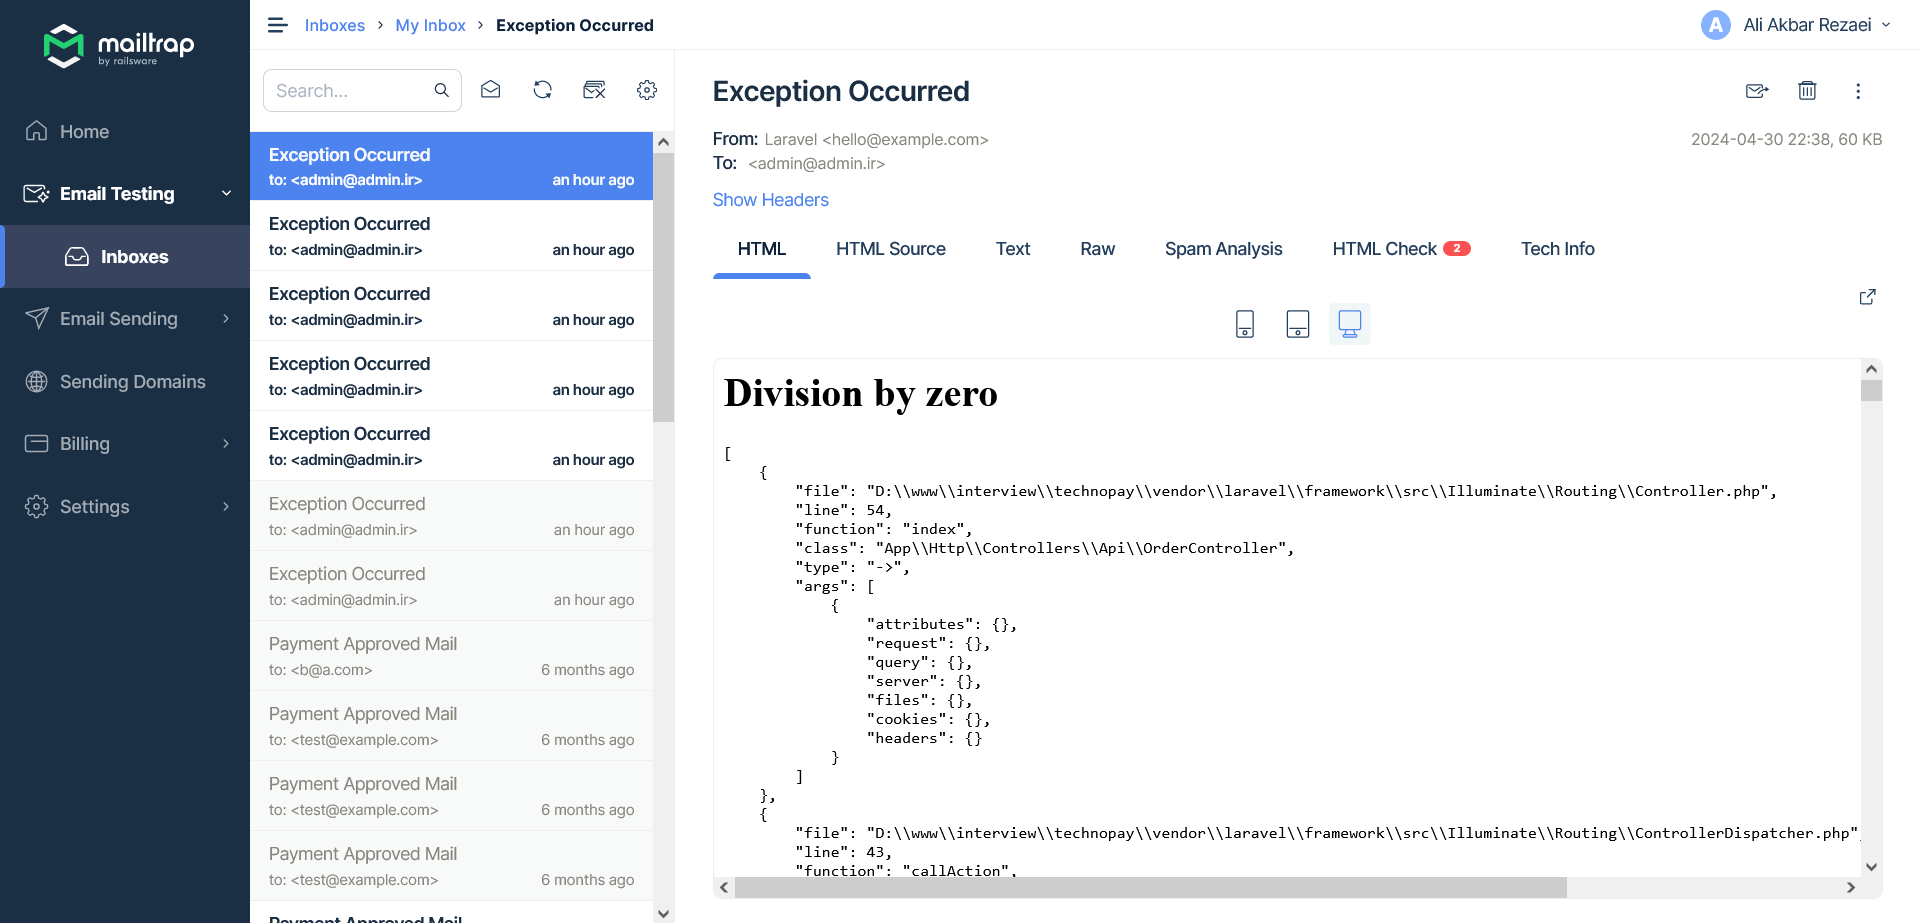 mailtrap
by railsware
Home
Email Testing
Inboxes
Email Sending
Sending Domains
Billing
Settings
Inboxes › My Inbox › Exception Occurred
A Ali Akbar Rezaei
Search...
Exception Occurred
to: <admin@admin.ir> an hour ago
Exception Occurred
to: <admin@admin.ir> an hour ago
Exception Occurred
to: <admin@admin.ir> an hour ago
Exception Occurred
to: <admin@admin.ir> an hour ago
Exception Occurred
to: <admin@admin.ir> an hour ago
Exception Occurred
to: <admin@admin.ir> an hour ago
Exception Occurred
to: <admin@admin.ir> an hour ago
Payment Approved Mail
to: <b@a.com> 6 months ago
Payment Approved Mail
to: <test@example.com> 6 months ago
Payment Approved Mail
to: <test@example.com> 6 months ago
Payment Approved Mail
to: <test@example.com> 6 months ago
Payment Approved Mail
Exception Occurred
From: Laravel <hello@example.com> 2024-04-30 22:38, 60 KB
To: <admin@admin.ir>
Show Headers
HTML HTML Source Text Raw Spam Analysis HTML Check 2 Tech Info
Division by zero
[
    {
        "file": "D:\\www\\interview\\technopay\\vendor\\laravel\\framework\\src\\Illuminate\\Routing\\Controller.php",
        "line": 54,
        "function": "index",
        "class": "App\\Http\\Controllers\\Api\\OrderController",
        "type": "->",
        "args": [
            {
                "attributes": {},
                "request": {},
                "query": {},
                "server": {},
                "files": {},
                "cookies": {},
                "headers": {}
            }
        ]
    },
    {
        "file": "D:\\www\\interview\\technopay\\vendor\\laravel\\framework\\src\\Illuminate\\Routing\\ControllerDispatcher.php",
        "line": 43,
        "function": "callAction",